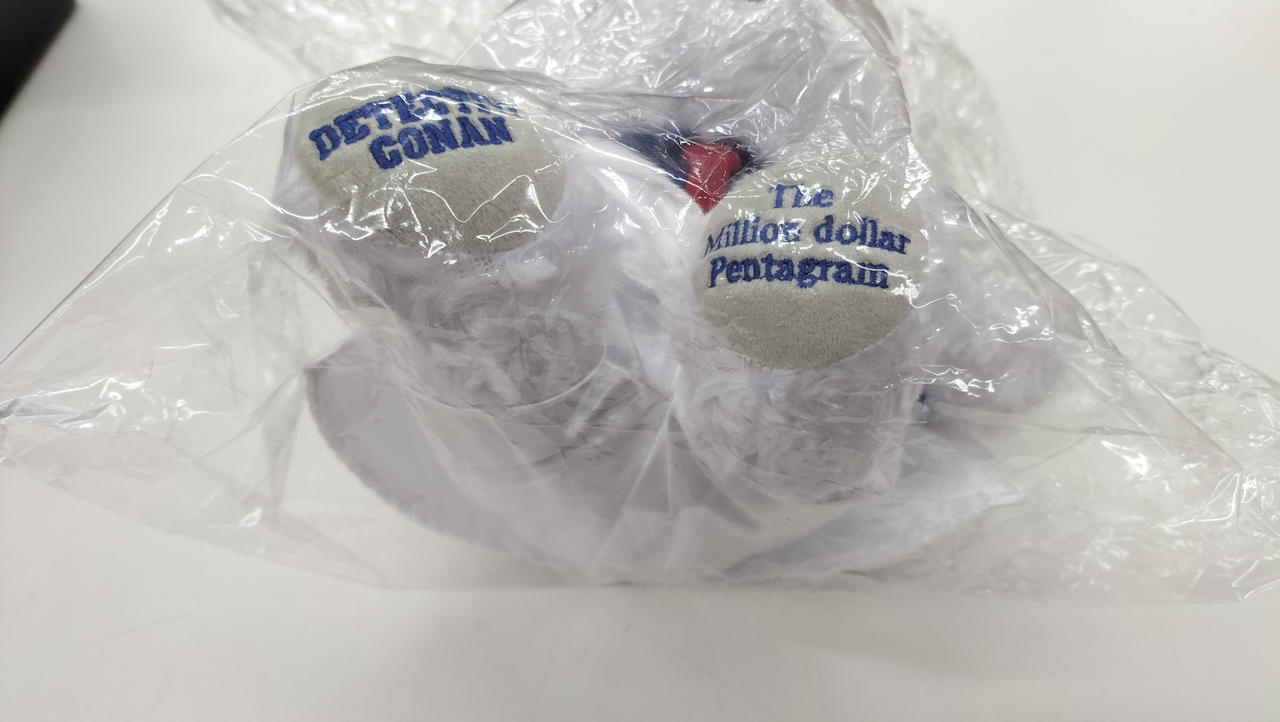 DETECTIVE
CONAN
The
Million dollar
Pentagram